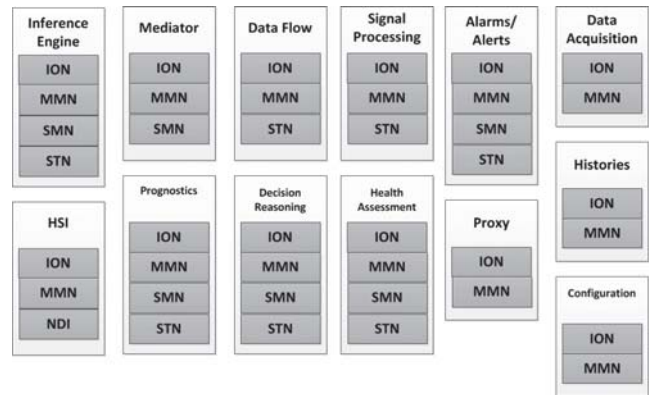 Inference
Engine
ION
MMN
SMN
STN
Mediator
ION
MMN
SMN
Data Flow
ION
MMN
STN
Signal
Processing
ION
MMN
STN
Alarms/
Alerts
ION
MMN
SMN
STN
Data
Acquisition
ION
MMN
HSI
ION
MMN
NDI
Prognostics
ION
MMN
SMN
STN
Decision
Reasoning
ION
MMN
SMN
STN
Health
Assessment
ION
MMN
SMN
STN
Proxy
ION
MMN
Histories
ION
MMN
Configuration
ION
MMN